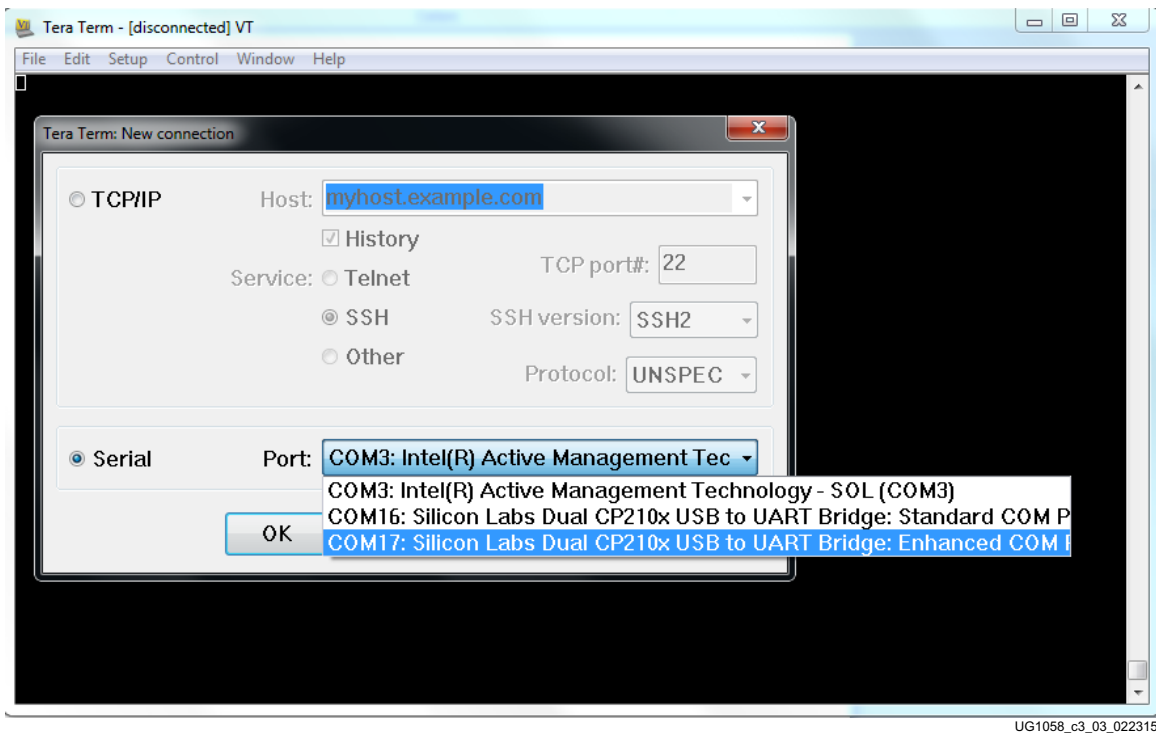 Tera Term - [disconnected] VT
File Edit Setup Control Window Help
Tera Term: New connection
TCP/IP Host: myhost.example.com
History
TCP port#: 22
Service: Telnet
SSH SSH version: SSH2
Other
Protocol: UNSPEC
Serial Port: COM3: Intel(R) Active Management Tec
COM3: Intel(R) Active Management Technology - SOL (COM3)
COM16: Silicon Labs Dual CP210x USB to UART Bridge: Standard COM P
OK
COM17: Silicon Labs Dual CP210x USB to UART Bridge: Enhanced COM
UG1058_c3_03_022315